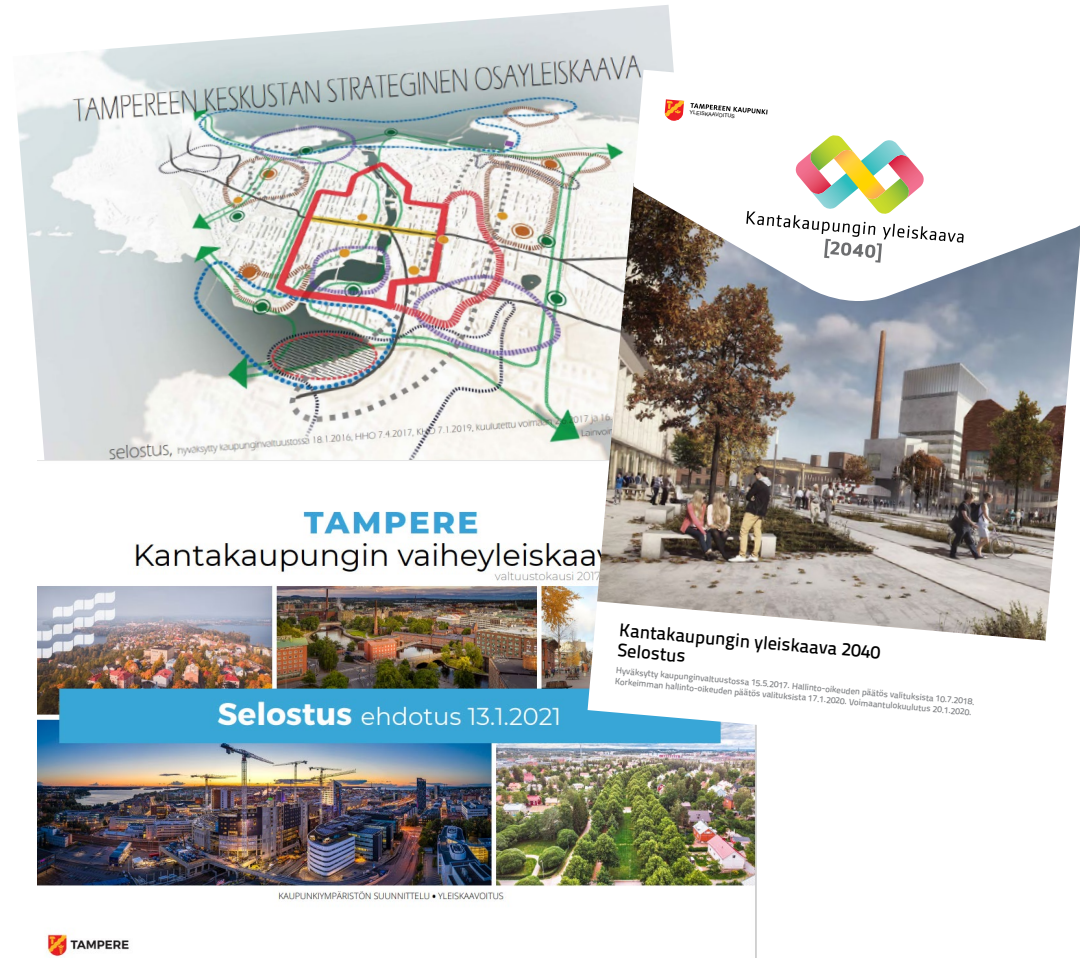 TAMPEREEN KESKUSTAN STRATEGINEN OSAYLEISKAAVA
selostus, hyväksytty kaupunginvaltuustossa 18.1.2016, HHO 7.4.2017, KHO 7.1.2019, kuulutettu voimaan 2017 ja 16
TAMPEREEN KAUPUNKI
YLEISKAAVOITUS
Kantakaupungin yleiskaava
[2040]
Kantakaupungin yleiskaava 2040
Selostus
Hyväksytty kaupunginvaltuustossa 15.5.2017. Hallinto-oikeuden päätös valituksista 10.7.2018.
Korkeimman hallinto-oikeuden päätös valituksista 17.1.2020. Voimaantulokuulutus 20.1.2020.
TAMPERE
Kantakaupungin vaiheyleiskaav
valtuustokausi 2017
Selostus ehdotus 13.1.2021
KAUPUNKIYMPÄRISTÖN SUUNNITTELU • YLEISKAAVOITUS
TAMPERE